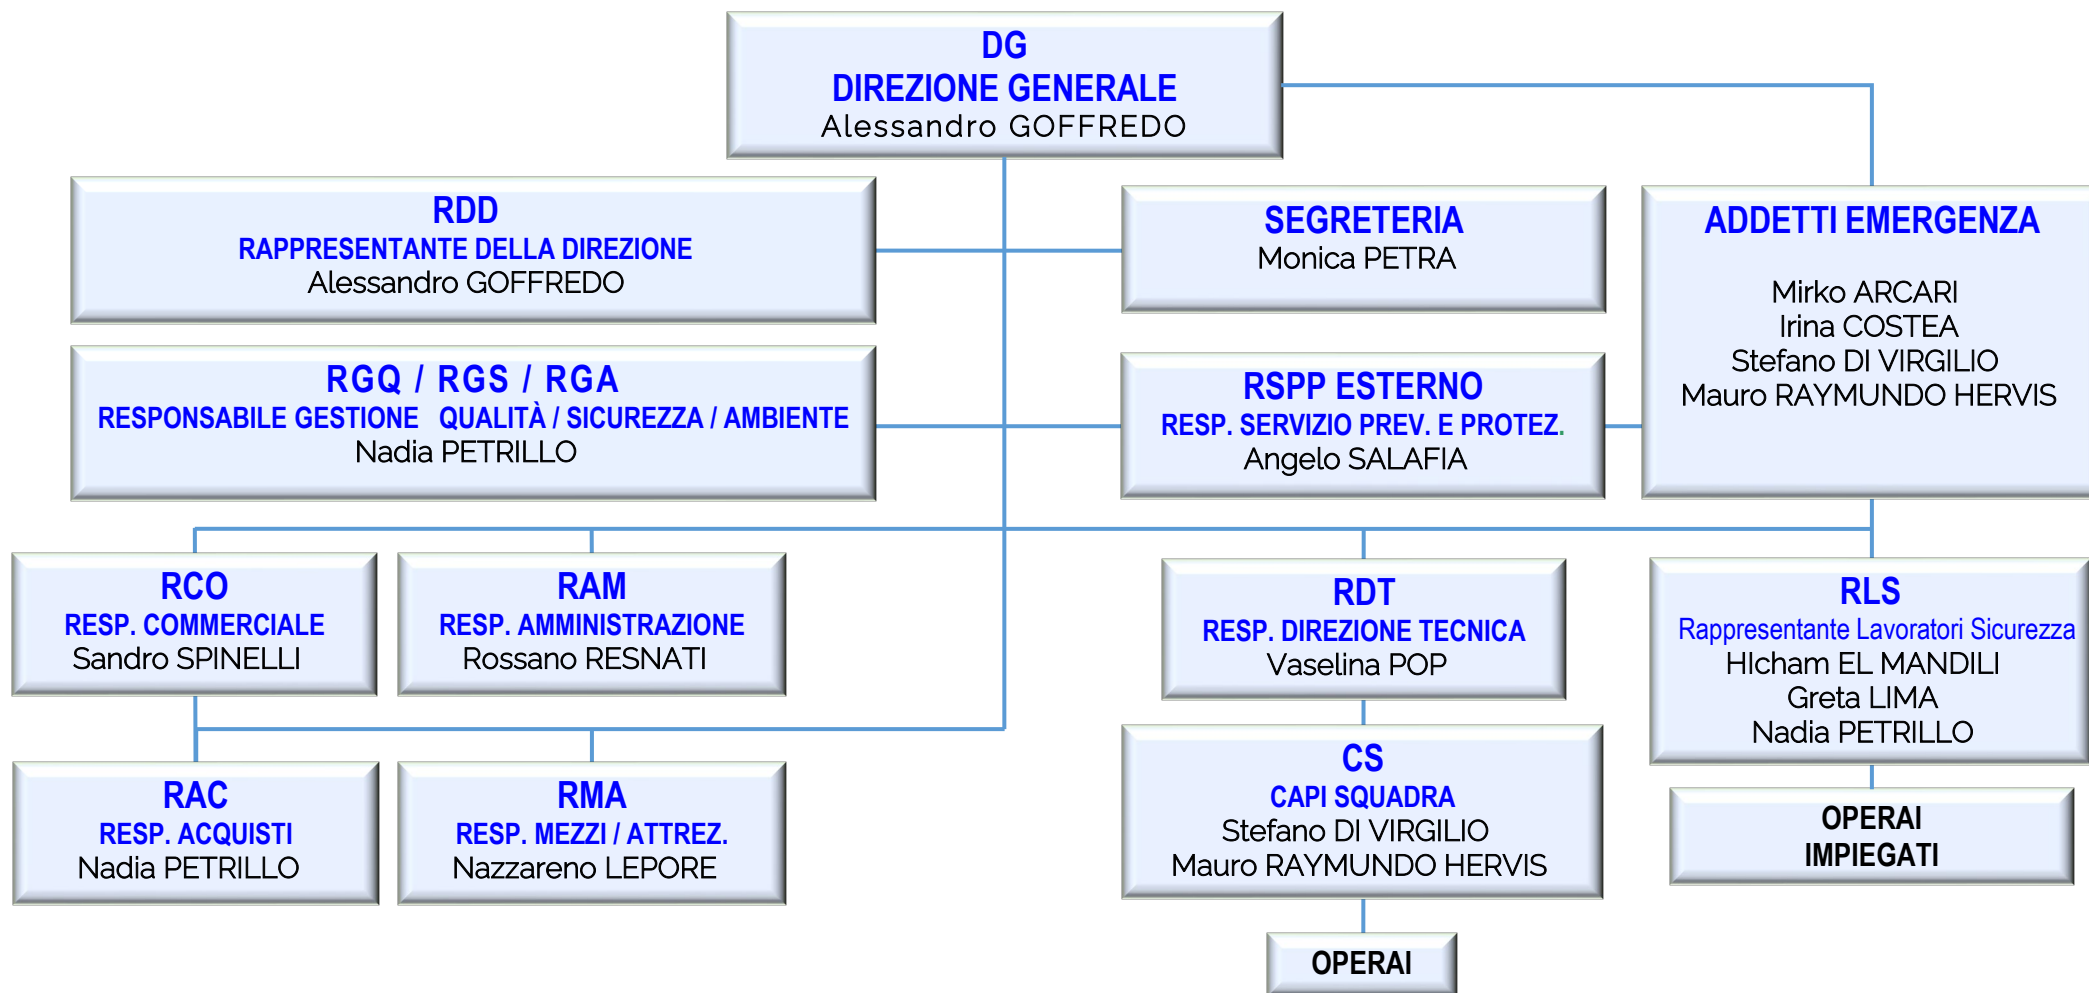 DG
DIREZIONE GENERALE
Alessandro GOFFREDO
RDD
RAPPRESENTANTE DELLA DIREZIONE
Alessandro GOFFREDO
SEGRETERIA
Monica PETRA
ADDETTI EMERGENZA
Mirko ARCARI
Irina COSTEA
Stefano DI VIRGILIO
Mauro RAYMUNDO HERVIS
RGQ / RGS / RGA
RESPONSABILE GESTIONE QUALITÀ / SICUREZZA / AMBIENTE
Nadia PETRILLO
RSPP ESTERNO
RESP. SERVIZIO PREV. E PROTEZ.
Angelo SALAFIA
RCO
RESP. COMMERCIALE
Sandro SPINELLI
RAM
RESP. AMMINISTRAZIONE
Rossano RESNATI
RDT
RESP. DIREZIONE TECNICA
Vaselina POP
RLS
Rappresentante Lavoratori Sicurezza
HIcham EL MANDILI
Greta LIMA
Nadia PETRILLO
RAC
RESP. ACQUISTI
Nadia PETRILLO
RMA
RESP. MEZZI / ATTREZ.
Nazzareno LEPORE
CS
CAPI SQUADRA
Stefano DI VIRGILIO
Mauro RAYMUNDO HERVIS
OPERAI
IMPIEGATI
OPERAI